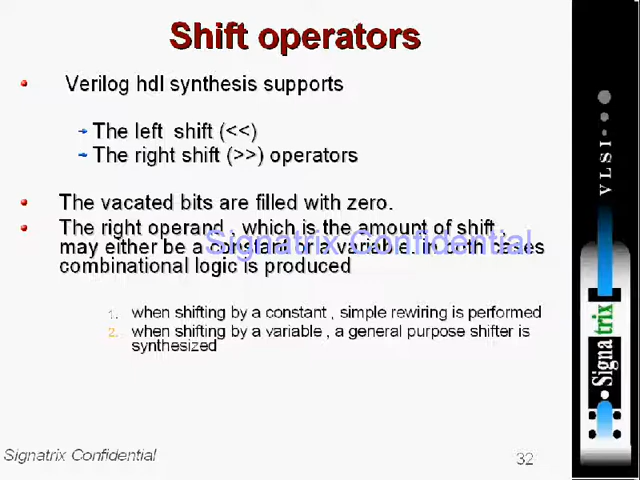 Shift operators
Verilog hdl synthesis supports
The left shift (<<)
The right shift (>>) operators
The vacated bits are filled with zero.
The right operand , which is the amount of shift ,
may either be a constant or a variable. in both cases
combinational logic is produced
Signatrix Confidential
1. when shifting by a constant , simple rewiring is performed
2. when shifting by a variable , a general purpose shifter is
synthesized
Signatrix Confidential
32
VLSI
Signatrix